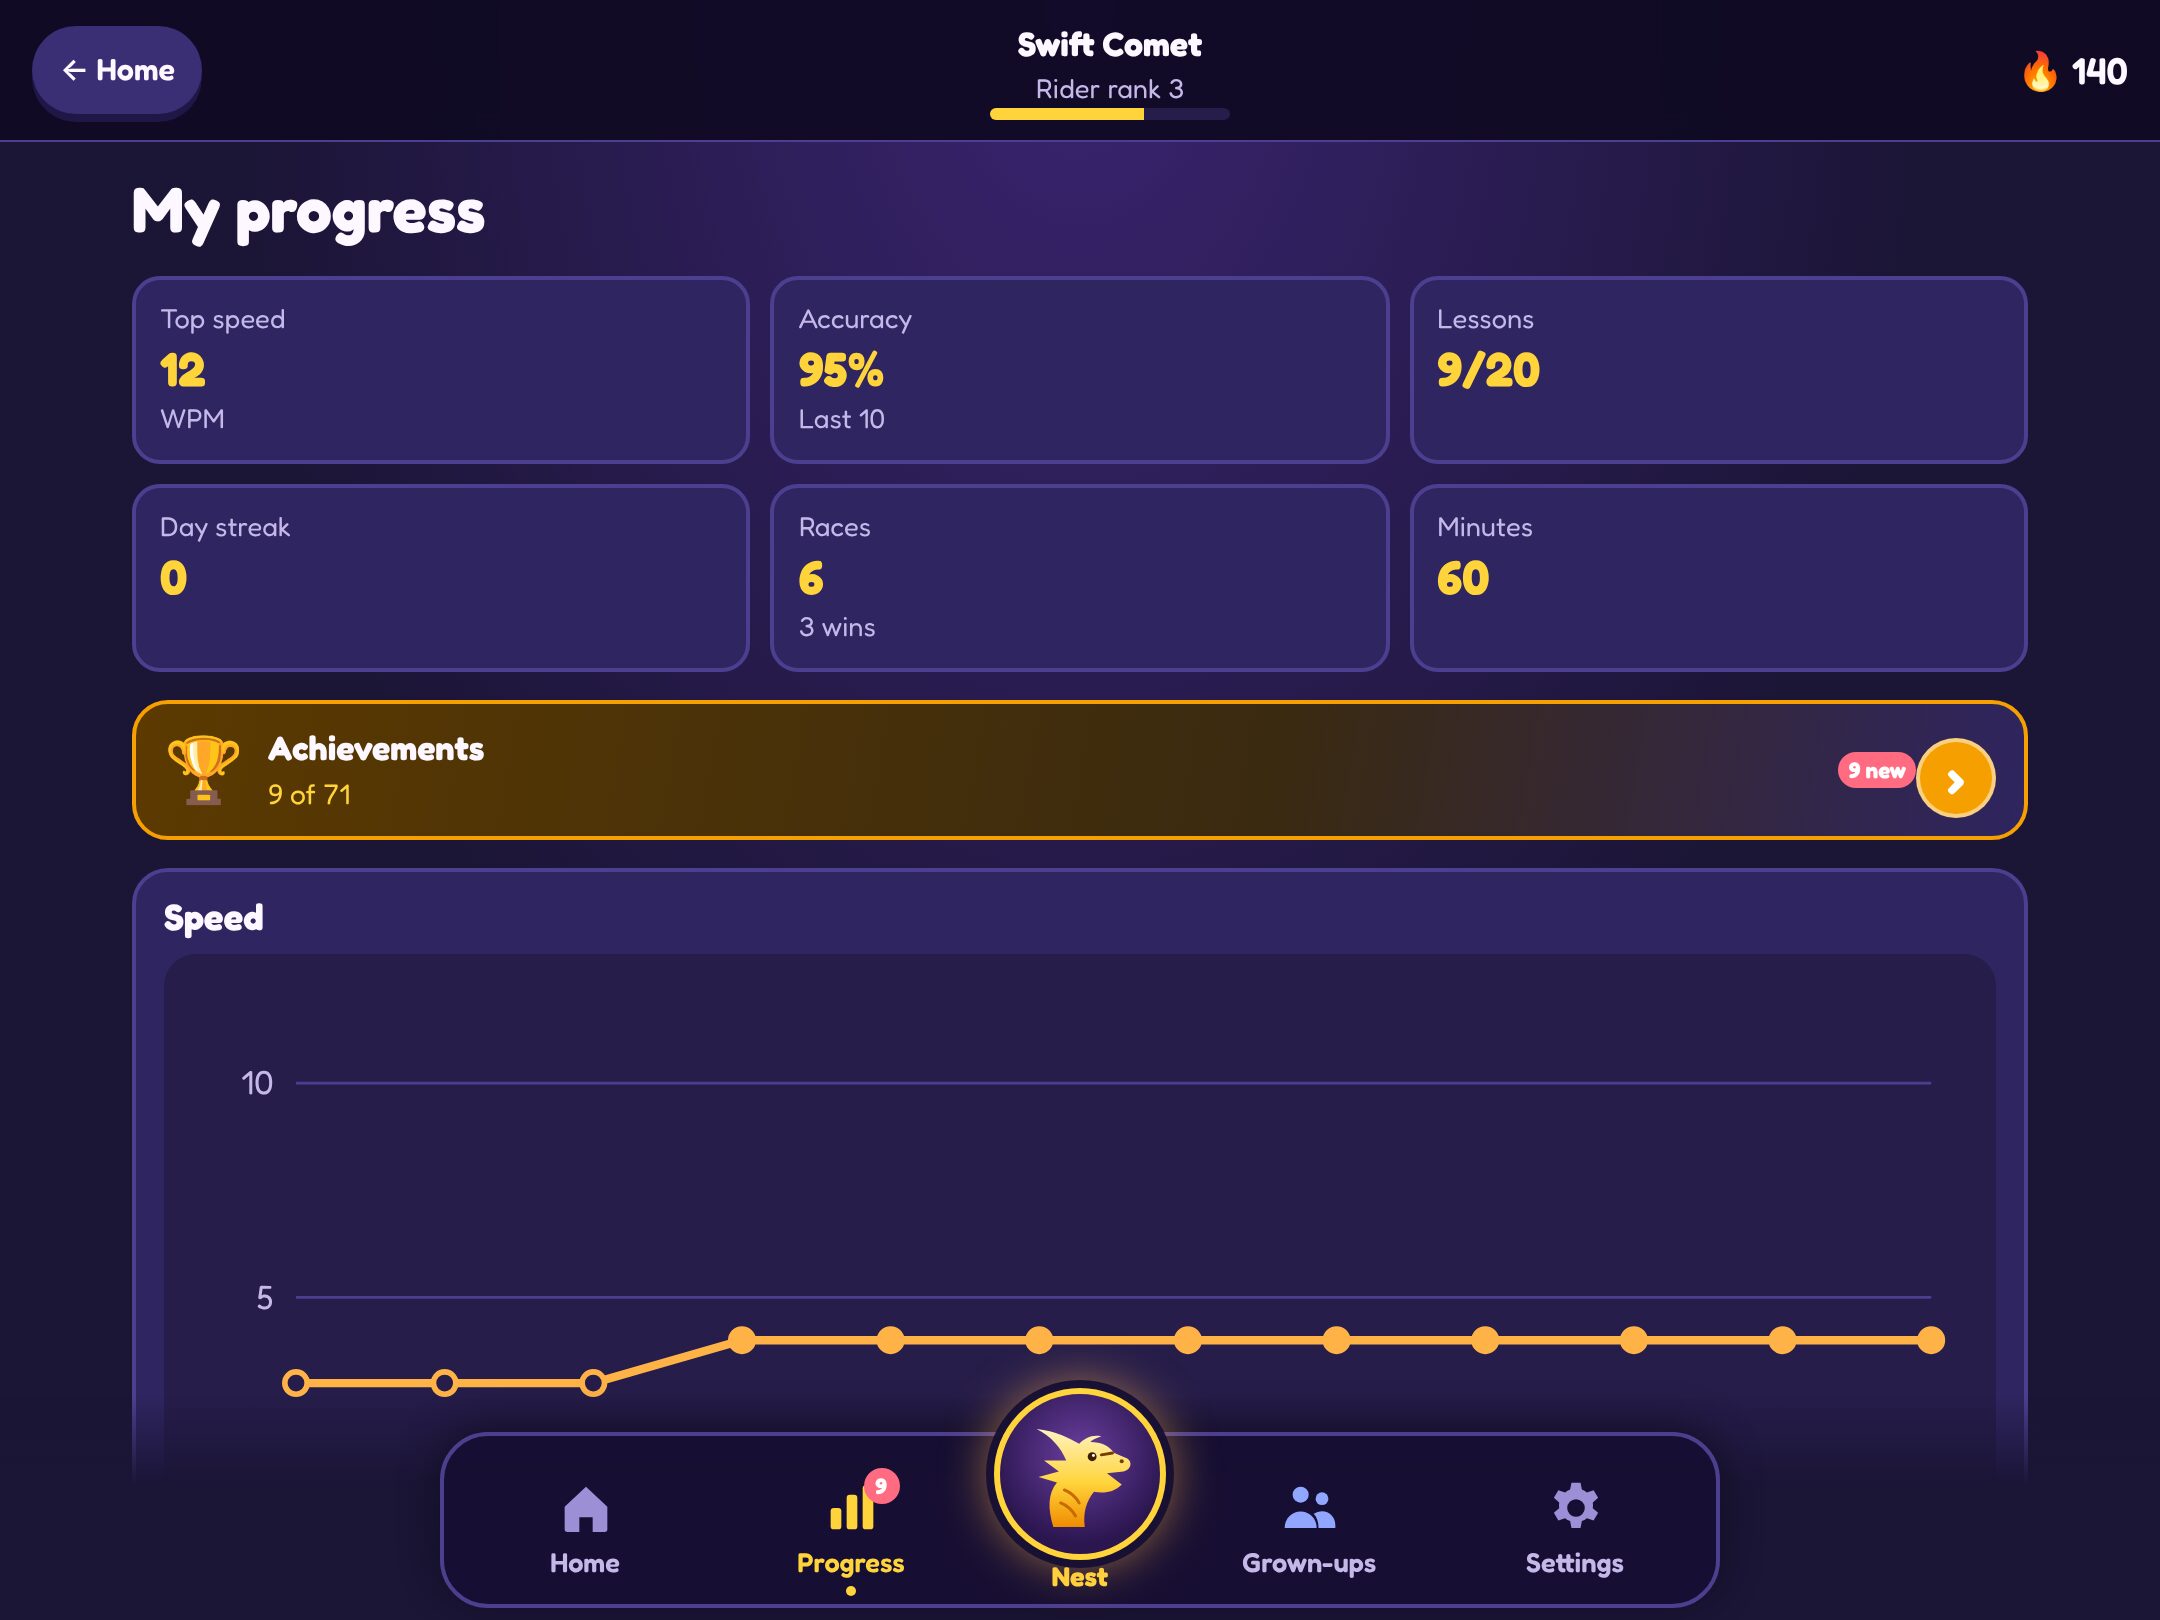 ← Home
Swift Comet
Rider rank 3
140
My progress
Top speed
12
WPM
Accuracy
95%
Last 10
Lessons
9/20
Day streak
0
Races
6
3 wins
Minutes
60
Achievements
9 of 71
9 new
Speed
10
5
Home
9
Progress
Nest
Grown-ups
Settings